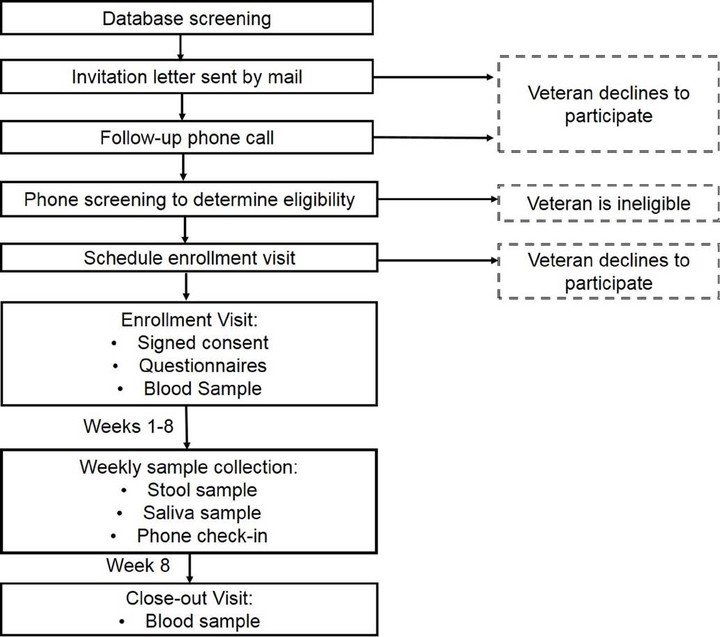 Database screening
Invitation letter sent by mail
Veteran declines to
participate
Follow-up phone call
Phone screening to determine eligibility
Veteran is ineligible
Schedule enrollment visit
Veteran declines to
participate
Enrollment Visit:
• Signed consent
• Questionnaires
• Blood Sample
Weeks 1-8
Weekly sample collection:
• Stool sample
• Saliva sample
• Phone check-in
Week 8
Close-out Visit:
• Blood sample